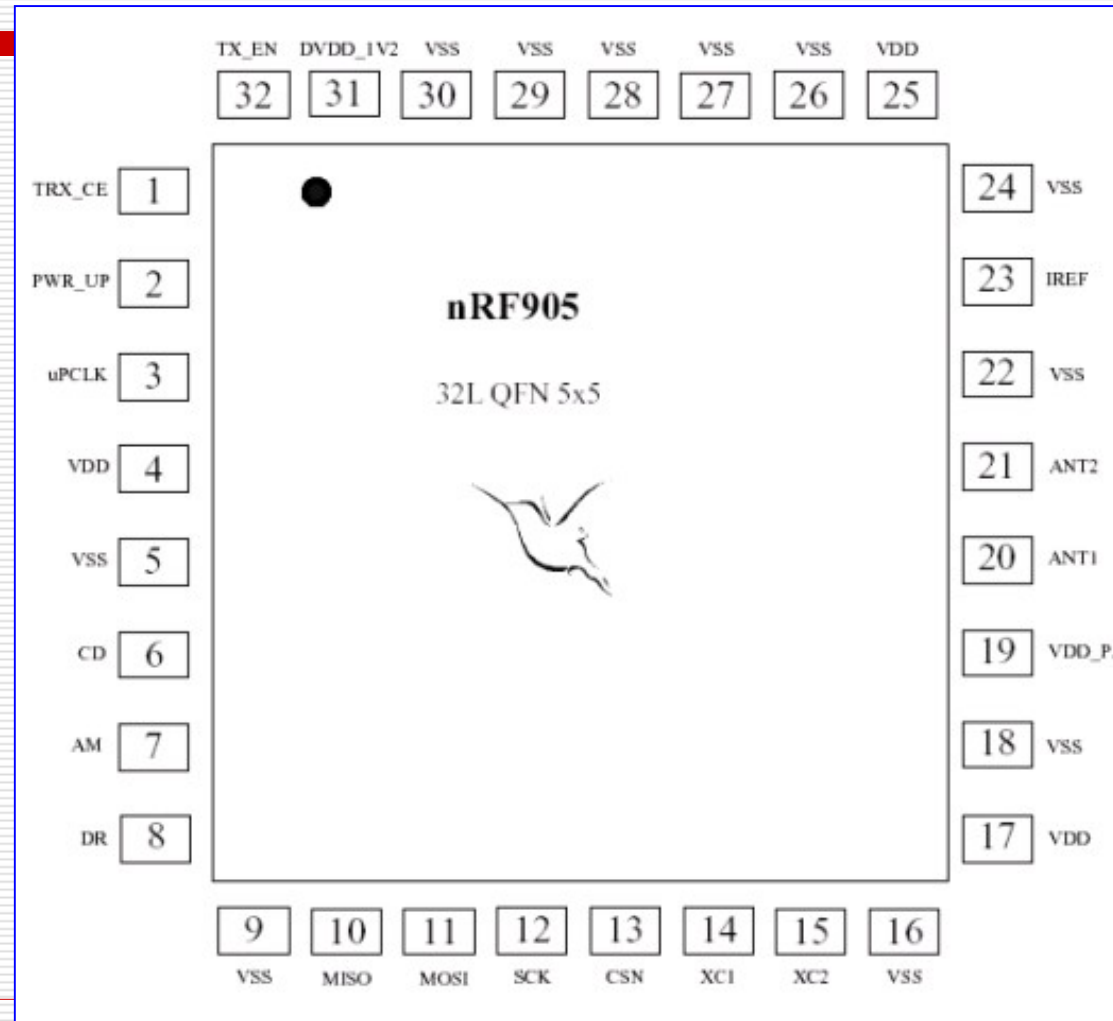 TX_EN DVDD_1V2 VSS VSS VSS VSS VSS VDD
32 31 30 29 28 27 26 25
TRX_CE 1 24 VSS
PWR_UP 2 23 IREF
nRF905
uPCLK 3 22 VSS
32L QFN 5x5
VDD 4 21 ANT2
VSS 5 20 ANT1
CD 6 19 VDD_P
AM 7 18 VSS
DR 8 17 VDD
9 10 11 12 13 14 15 16
VSS MISO MOSI SCK CSN XC1 XC2 VSS